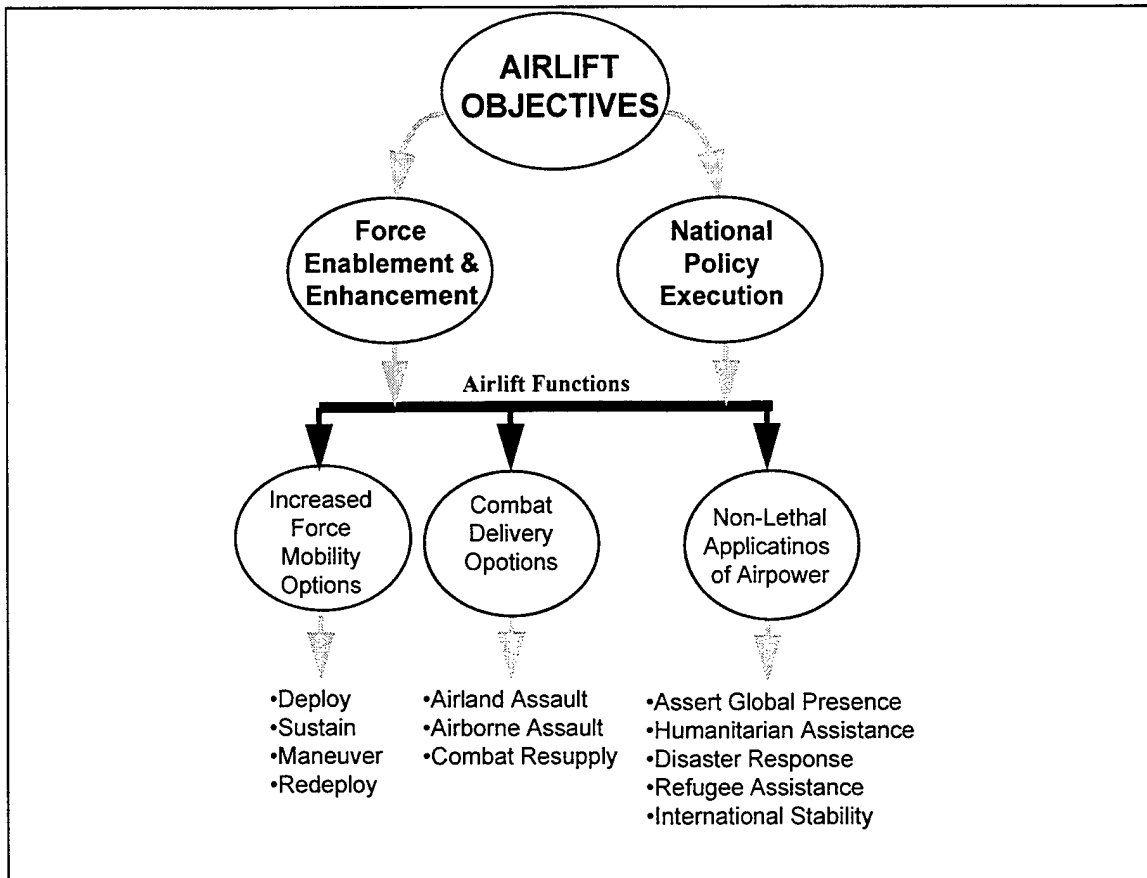 AIRLIFT
OBJECTIVES
Force
Enablement &
Enhancement
National
Policy
Execution
Airlift Functions
Increased
Force
Mobility
Options
Combat
Delivery
Opotions
Non-Lethal
Applicatinos
of Airpower
•Deploy
•Sustain
•Maneuver
•Redeploy
•Airland Assault
•Airborne Assault
•Combat Resupply
•Assert Global Presence
•Humanitarian Assistance
•Disaster Response
•Refugee Assistance
•International Stability